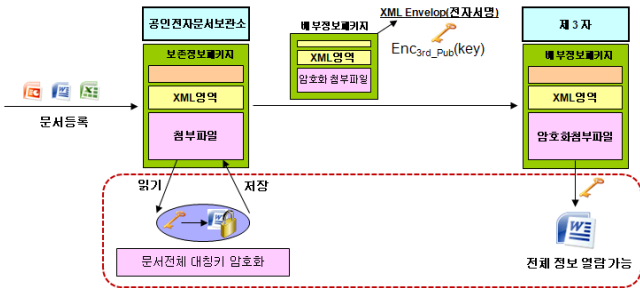 공인전자문서보관소
보존정보패키지
XML영역
첨부파일
문서등록
배부정보패키지
XML영역
암호화 첨부파일
XML Envelop(전자서명)
Enc3rd_Pub(key)
제 3 자
배부정보패키지
XML영역
암호화첨부파일
읽기
저장
문서전체 대칭키 암호화
전체 정보 열람 가능